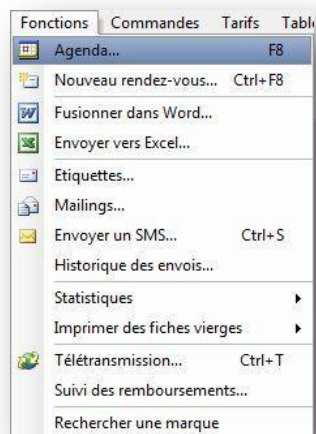 Fonctions Commandes Tarifs Tabl
Agenda... F8
Nouveau rendez-vous... Ctrl+F8
Fusionner dans Word...
Envoyer vers Excel...
Etiquettes...
Mailings...
Envoyer un SMS... Ctrl+S
Historique des envois...
Statistiques
Imprimer des fiches vierges
Télétransmission... Ctrl+T
Suivi des remboursements...
Rechercher une marque